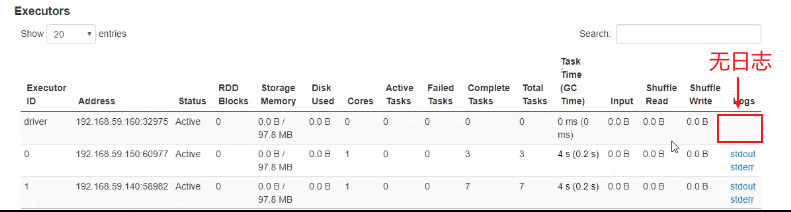 Executors
Show 20 entries Search:
无日志
Executor ID Address Status RDD Blocks Storage Memory Disk Used Cores Active Tasks Failed Tasks Complete Tasks Total Tasks Task Time (GC Time) Input Shuffle Read Shuffle Write Logs
driver 192.168.59.160:32975 Active 0 0.0 B / 97.8 MB 0.0 B 0 0 0 0 0 0 ms (0 ms) 0.0 B 0.0 B 0.0 B
0 192.168.59.150:60977 Active 0 0.0 B / 97.8 MB 0.0 B 1 0 0 3 3 4 s (0.2 s) 0.0 B 0.0 B 0.0 B stdout stderr
1 192.168.59.140:58982 Active 0 0.0 B / 97.8 MB 0.0 B 1 0 0 7 7 4 s (0.2 s) 0.0 B 0.0 B 0.0 B stdout stderr